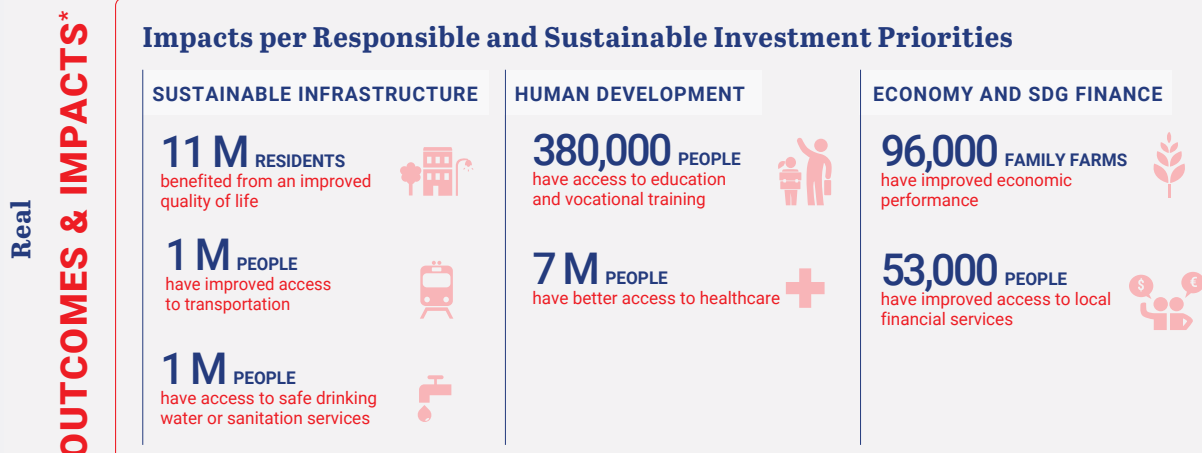 Real
OUTCOMES & IMPACTS*
Impacts per Responsible and Sustainable Investment Priorities
SUSTAINABLE INFRASTRUCTURE
11 M RESIDENTS
benefited from an improved
quality of life
1 M PEOPLE
have improved access
to transportation
1 M PEOPLE
have access to safe drinking
water or sanitation services
HUMAN DEVELOPMENT
380,000 PEOPLE
have access to education
and vocational training
7 M PEOPLE
have better access to healthcare
ECONOMY AND SDG FINANCE
96,000 FAMILY FARMS
have improved economic
performance
53,000 PEOPLE
have improved access to local
financial services
$
€